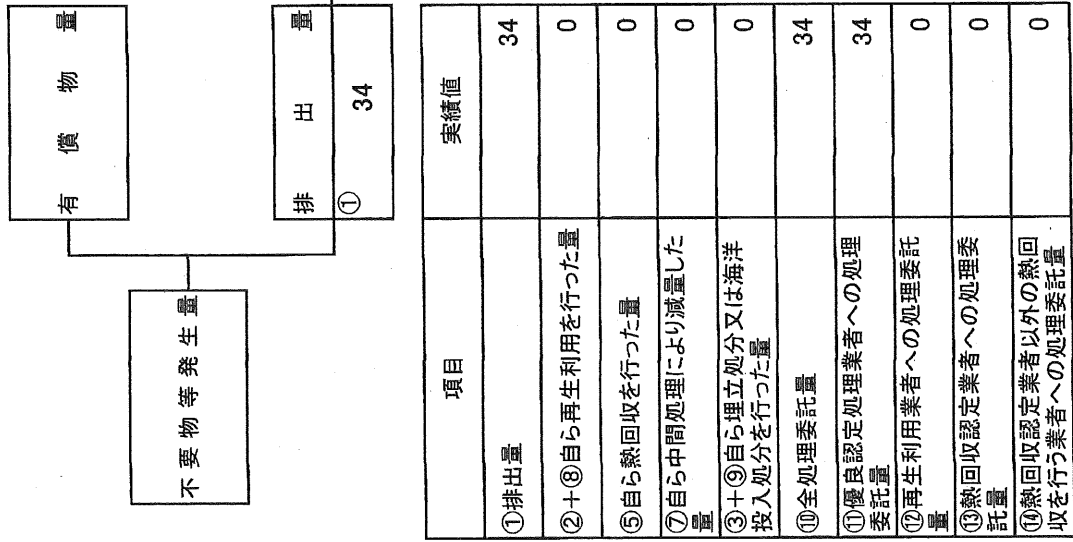 有償物量
不要物等発生量
排出量
①
34
項目 実績値
①排出量 34
②+⑧自ら再生利用を行った量 0
⑤自ら熱回収を行った量 0
⑦自ら中間処理により減量した
量 0
③+⑨自ら埋立処分又は海洋
投入処分を行った量 0
⑩全処理委託量 34
⑪優良認定処理業者への処理
委託量 34
⑫再生利用業者への処理委託
量 0
⑬熱回収認定業者への処理委
託量 0
⑭熱回収認定業者以外の熱回
収を行う業者への処理委託量 0